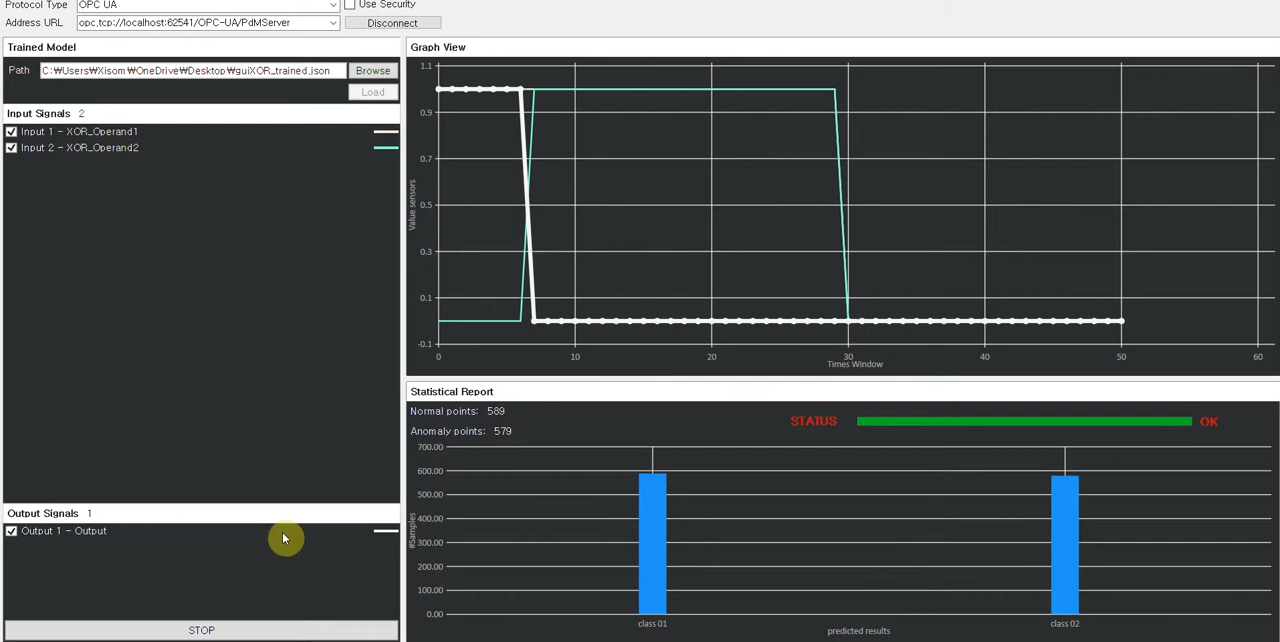 Protocol Type OPC UA Use Security
Address URL opc,tcp://localhost:62541/OPC-UA/PdMServer Disconnect
Trained Model
Path C:₩Users₩Xisom₩OneDrive₩Desktop₩guiXOR_trained,json Browse
Load
Input Signals 2
Input 1 - XOR_Operand1
Input 2 - XOR_Operand2
Output Signals 1
Output 1 - Output
STOP
Graph View
1.1
0.9
0.7
0.5
0.3
0.1
-0.1
Value sensors
0 10 20 30 40 50 60
Times Window
Statistical Report
Normal points: 589
Anomaly points: 579
STATUS OK
700.00
600.00
500.00
400.00
300.00
200.00
100.00
0.00
#Samples
class 01 class 02
predicted results